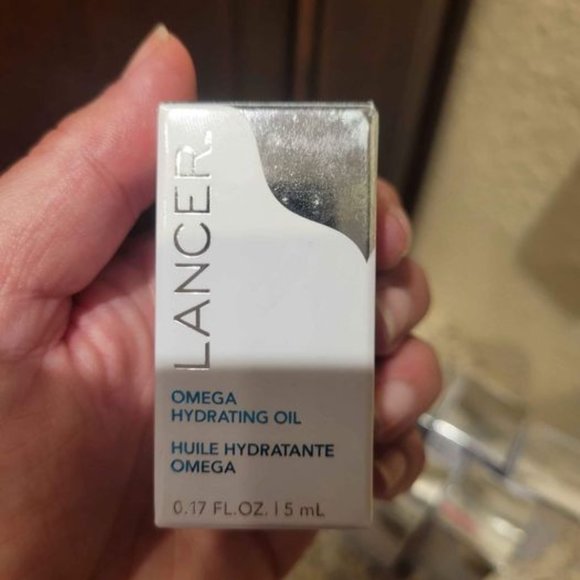 LANCER.
OMEGA
HYDRATING OIL
HUILE HYDRATANTE
OMEGA
0.17 FL.OZ. | 5 mL